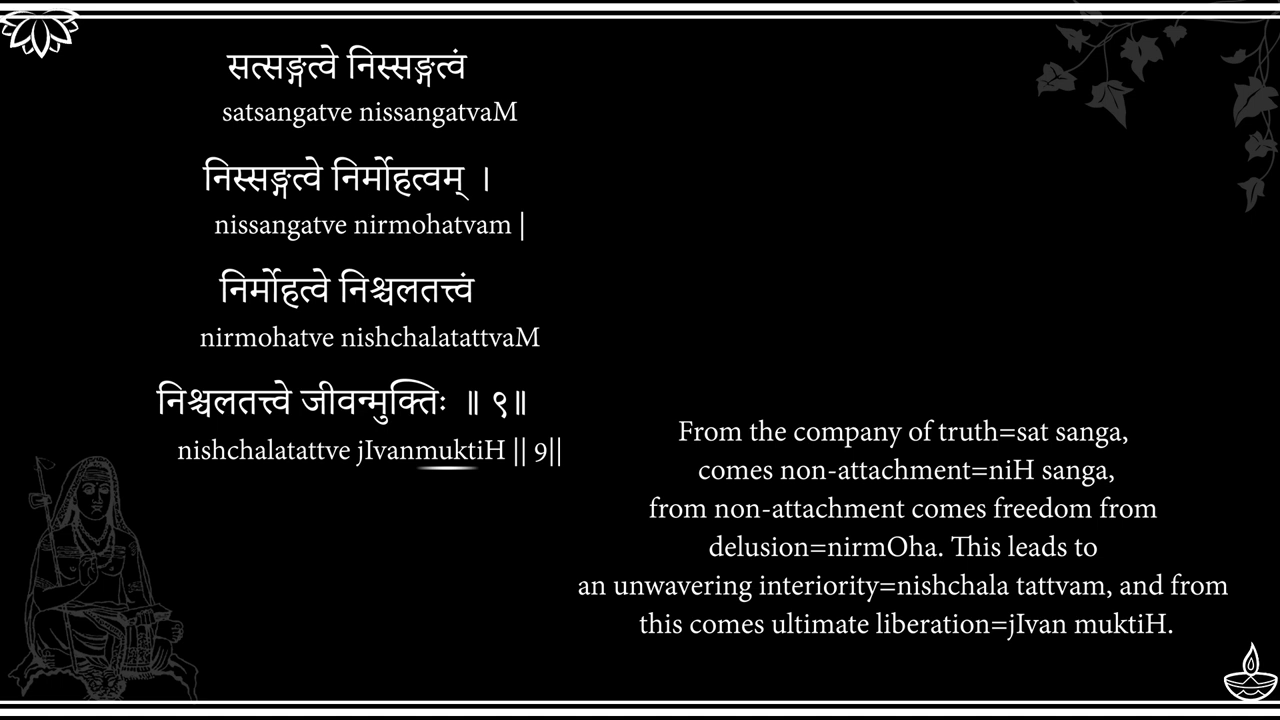 सत्सङ्गत्वे निस्सङ्गत्वं
satsangatve nissangatvaM
निस्सङ्गत्वे निर्मोहत्वम् ।
nissangatve nirmohatvam |
निर्मोहत्वे निश्चलतत्त्वं
nirmohatve nishchalatattvaM
निश्चलतत्त्वे जीवन्मुक्तिः ॥ ९॥
nishchalatattve jIvanmuktiH || 9||
From the company of truth=sat sanga,
comes non-attachment=niH sanga,
from non-attachment comes freedom from
delusion=nirmOha. This leads to
an unwavering interiority=nishchala tattvam, and from
this comes ultimate liberation=jIvan muktiH.